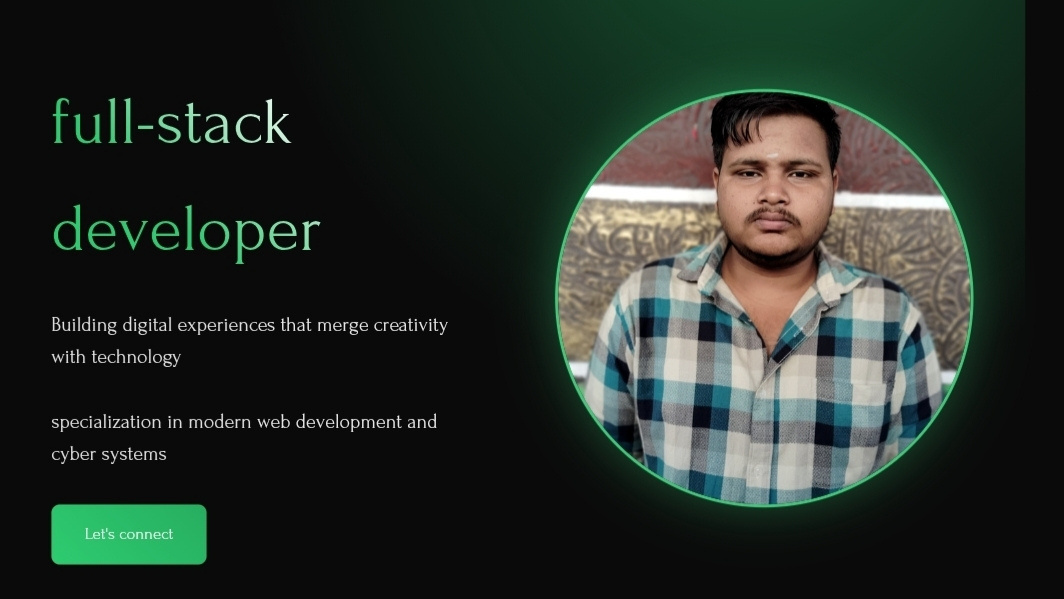 full-stack
developer
Building digital experiences that merge creativity
with technology
specialization in modern web development and
cyber systems
Let's connect